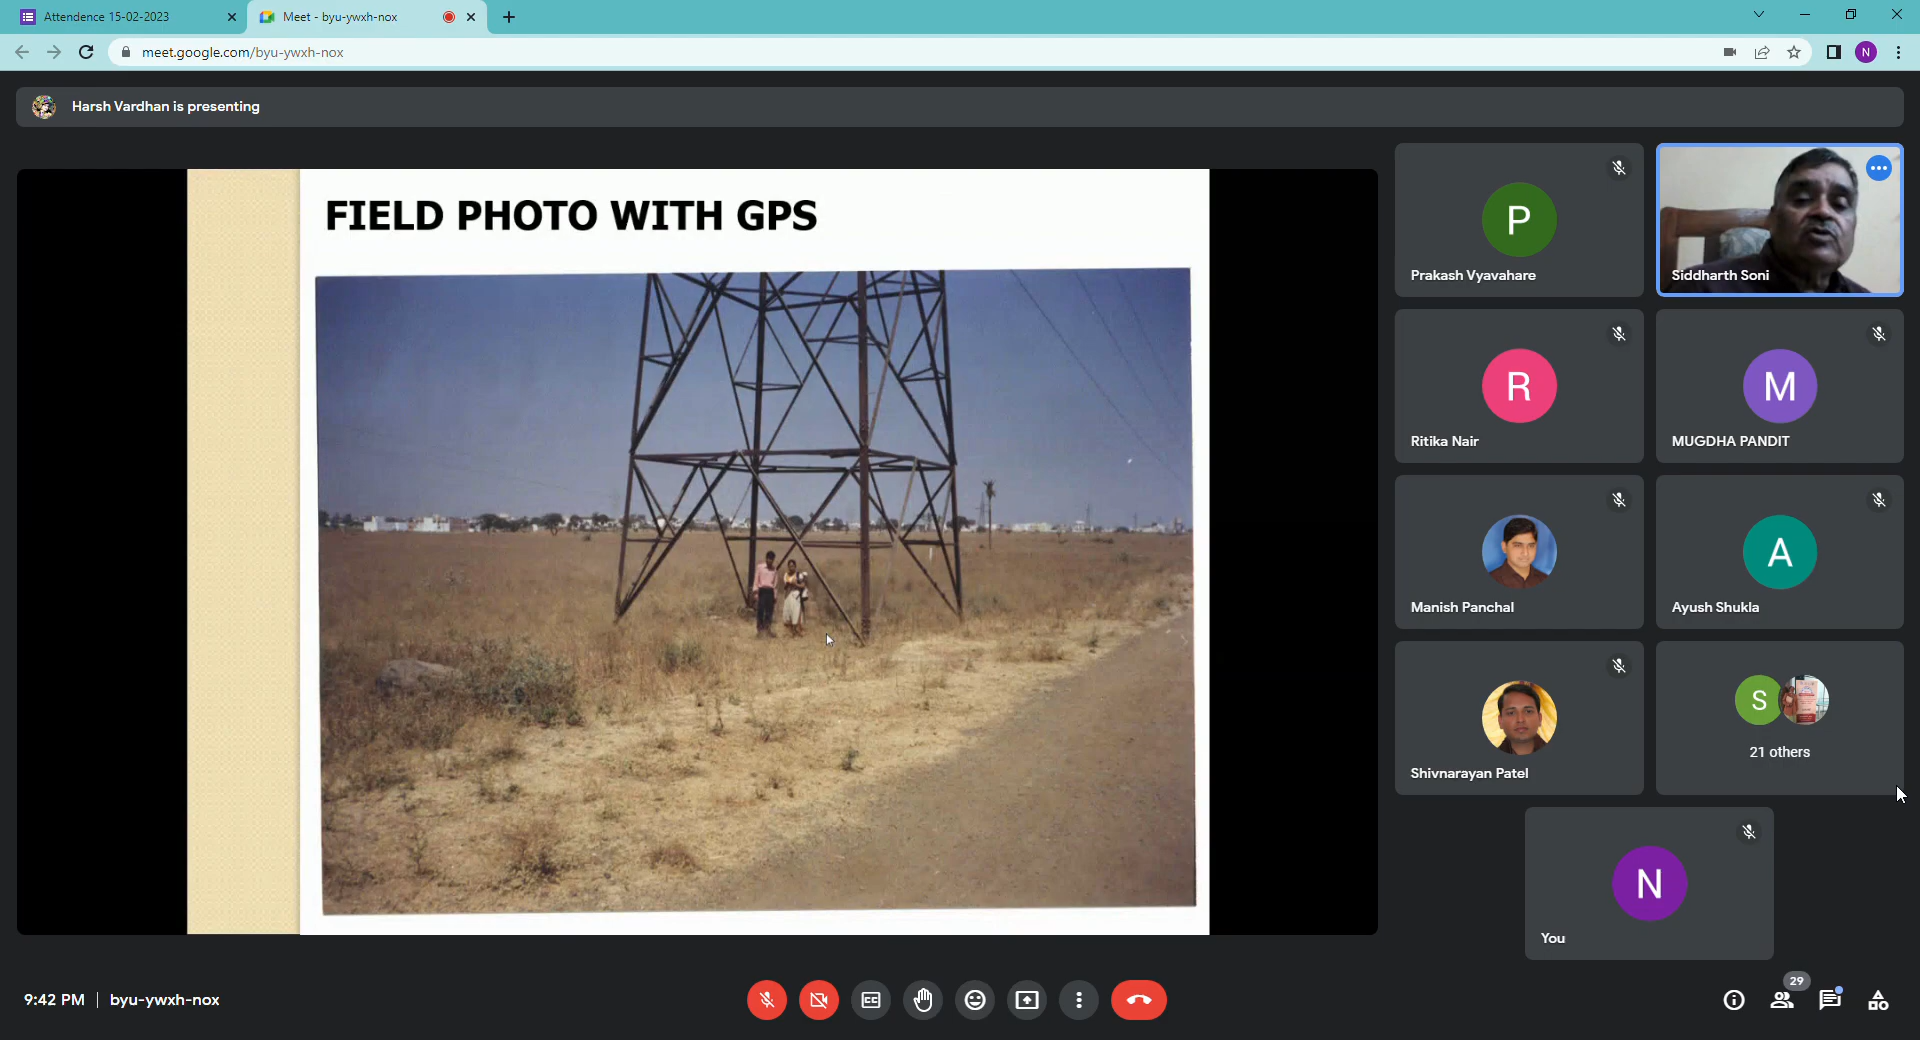 Attendence 15-02-2023
Meet - byu-ywxh-nox
meet.google.com/byu-ywxh-nox
N
Harsh Vardhan is presenting
FIELD PHOTO WITH GPS
P
Prakash Vyavahare
Siddharth Soni
R
Ritika Nair
M
MUGDHA PANDIT
Manish Panchal
A
Ayush Shukla
Shivnarayan Patel
S
21 others
N
You
9:42 PM | byu-ywxh-nox
CC
29